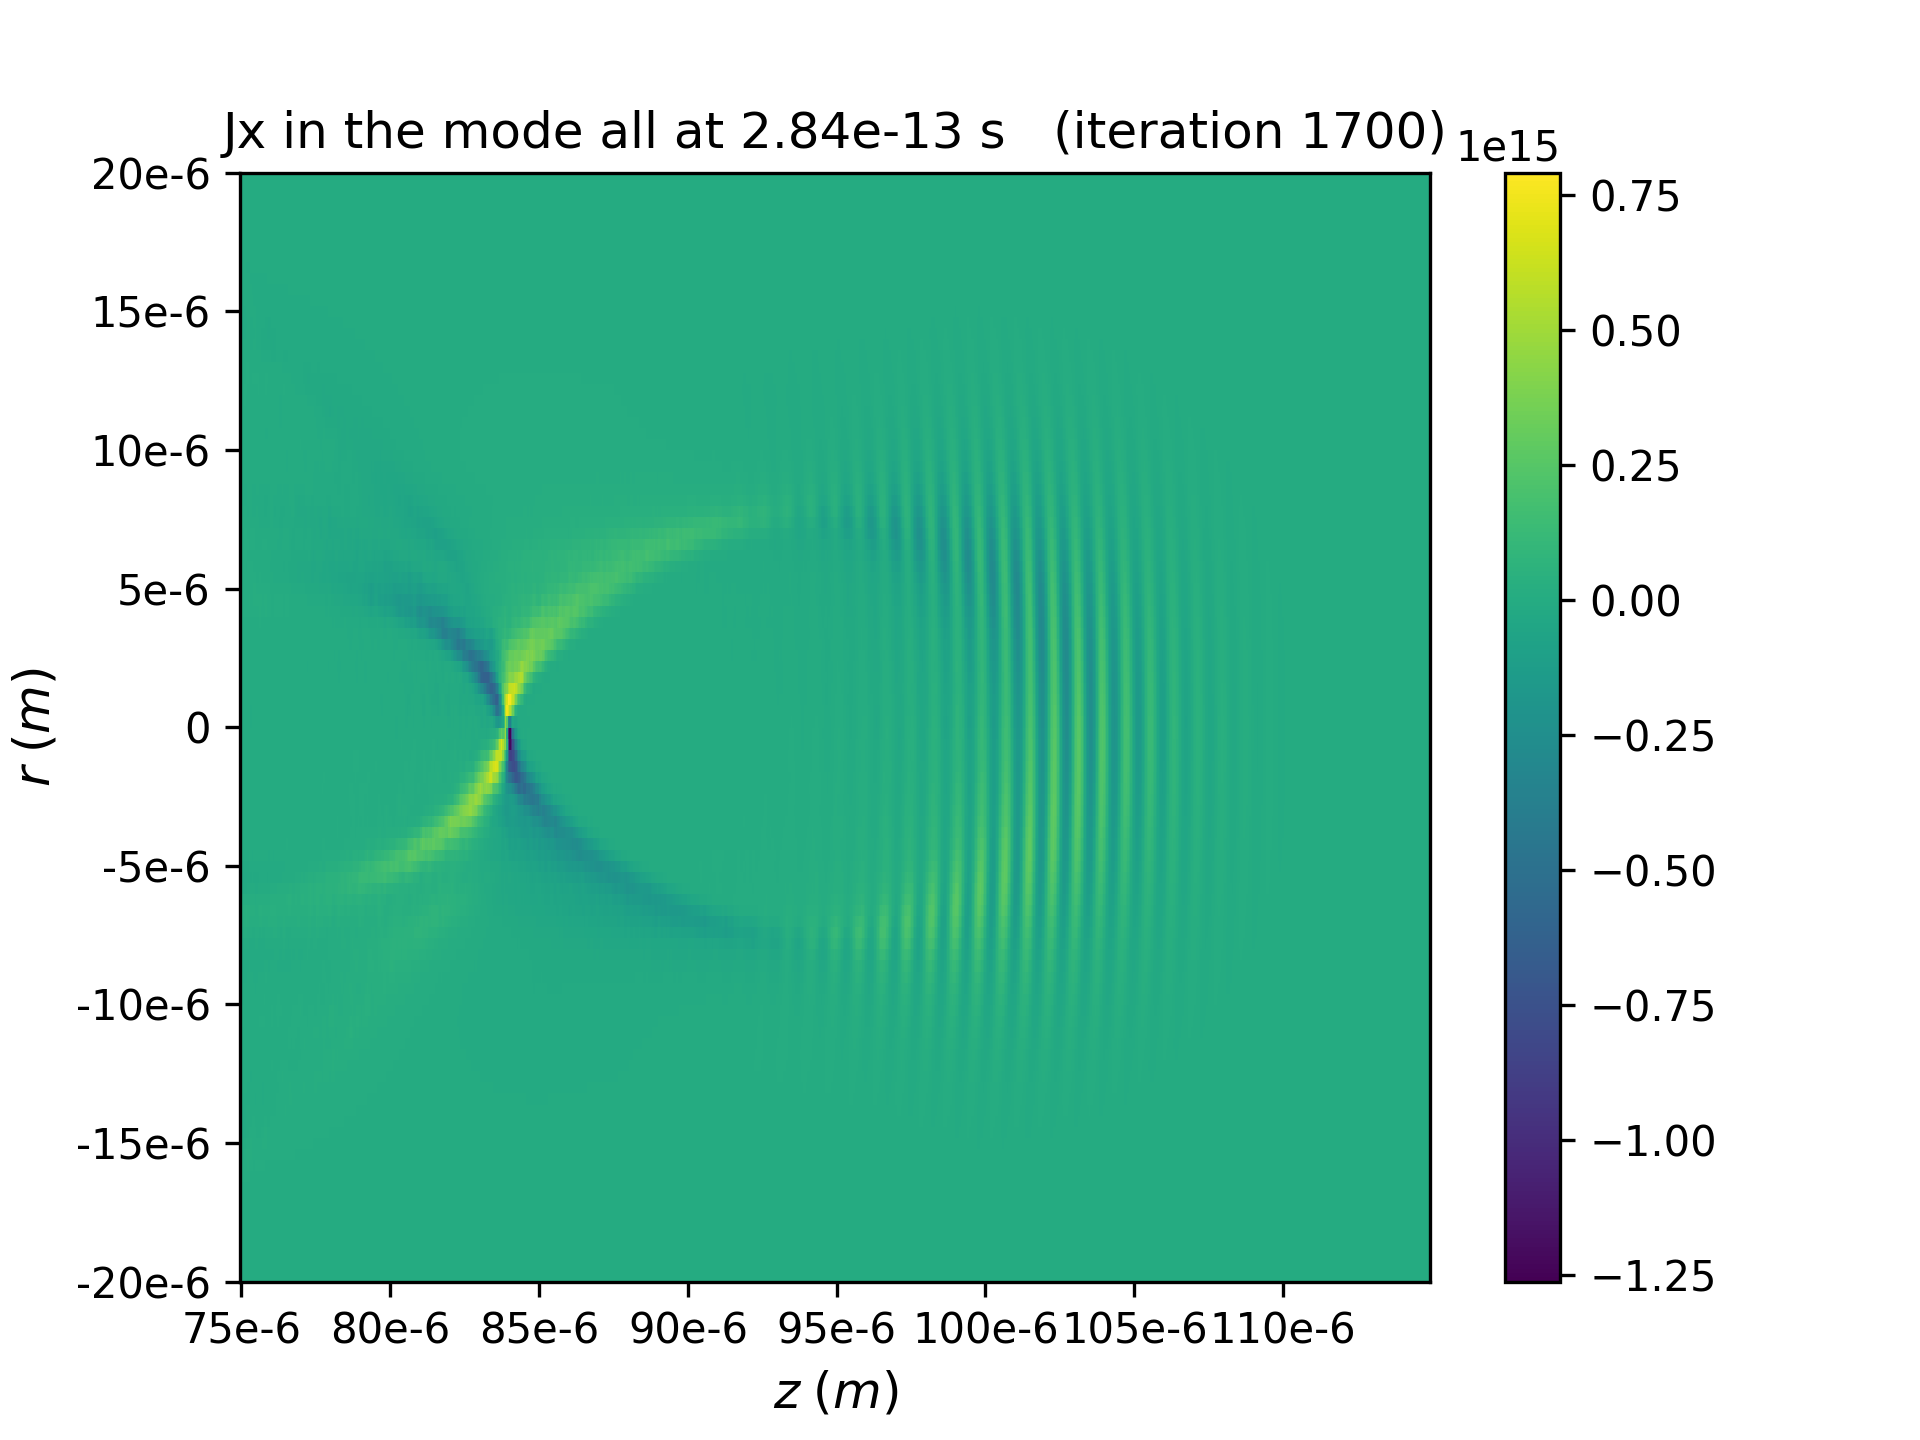 Jx in the mode all at 2.84e-13 s (iteration 1700)
1e15
20e-6
15e-6
10e-6
5e-6
0
-5e-6
-10e-6
-15e-6
-20e-6
r (m)
75e-6 80e-6 85e-6 90e-6 95e-6 100e-6 105e-6 110e-6
z (m)
0.75
0.50
0.25
0.00
−0.25
−0.50
−0.75
−1.00
−1.25